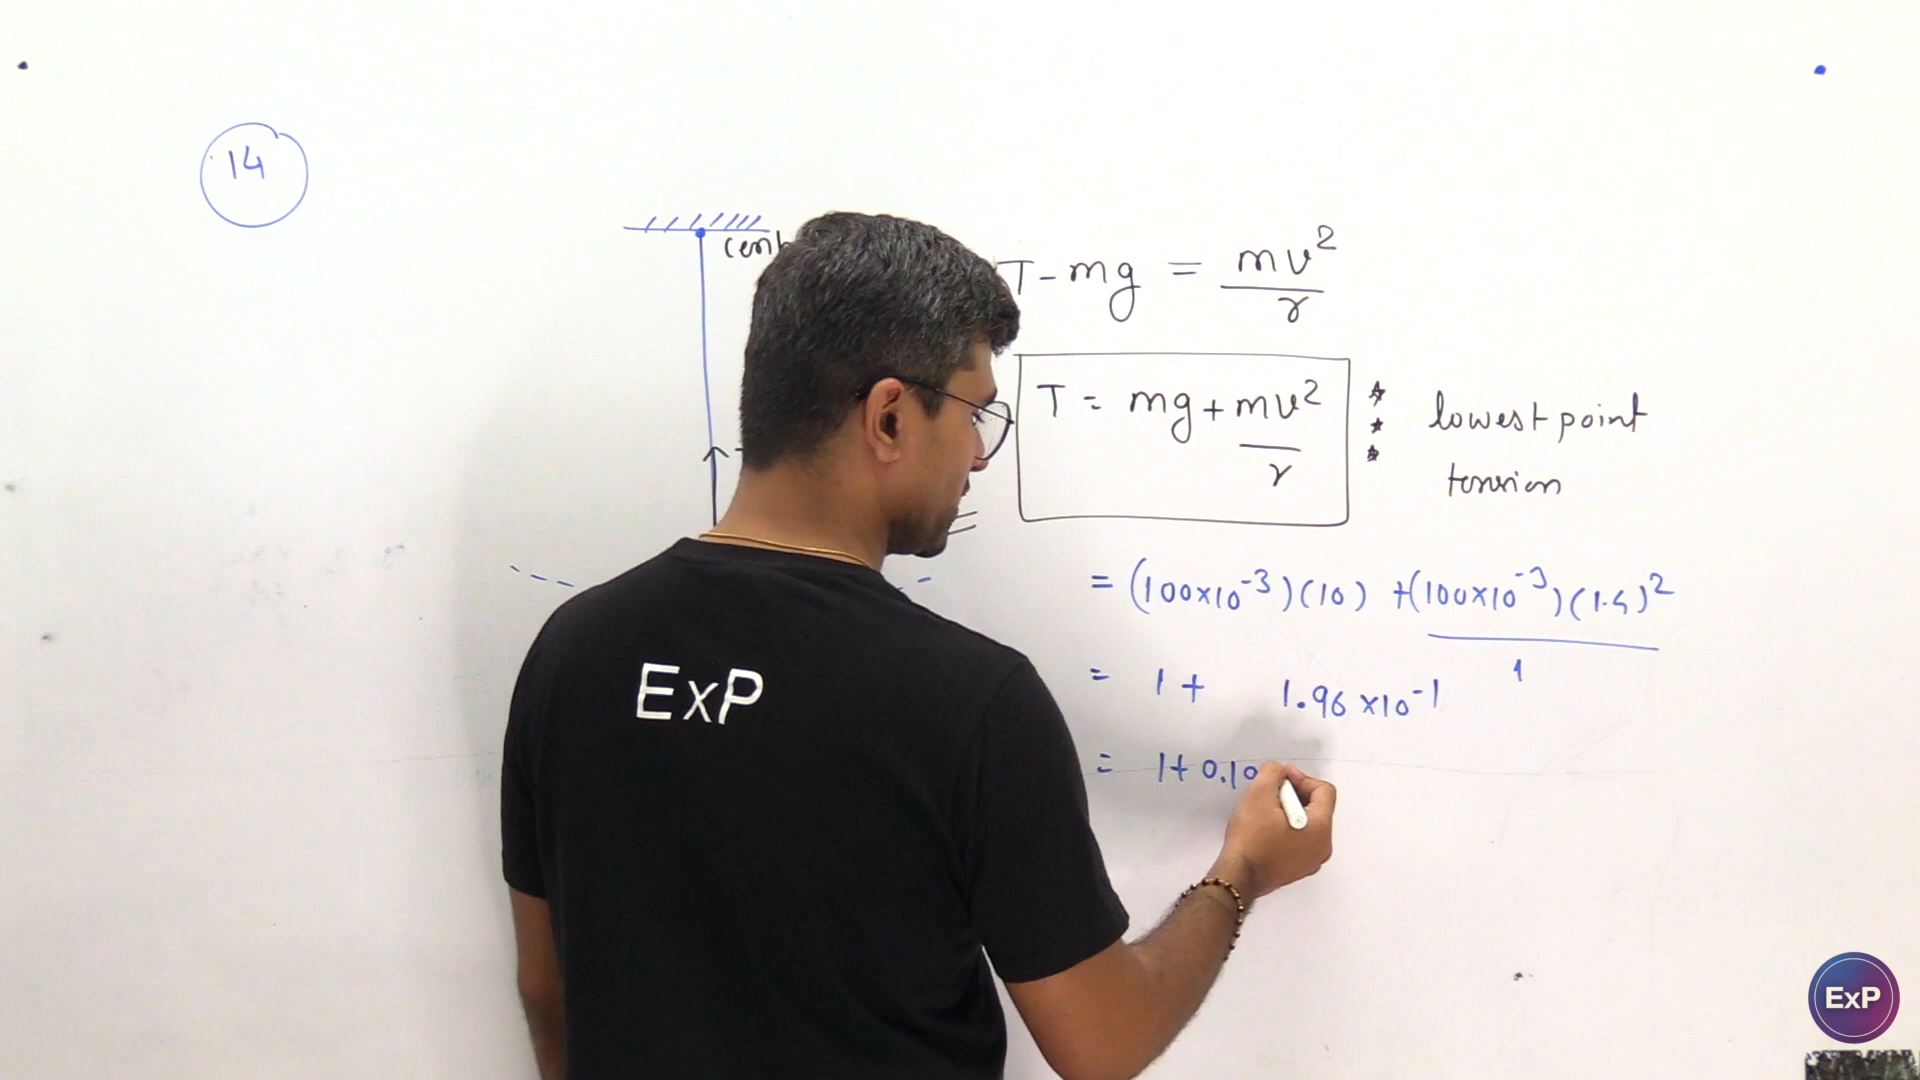 14
T - mg = mv²/r
T = mg + mv²/r
lowest point
tension
= (100×10⁻³)(10) + (100×10⁻³)(1.4)²/1
= 1 + 1.96 ×10⁻¹
= 1+ 0.19
ExP
ExP